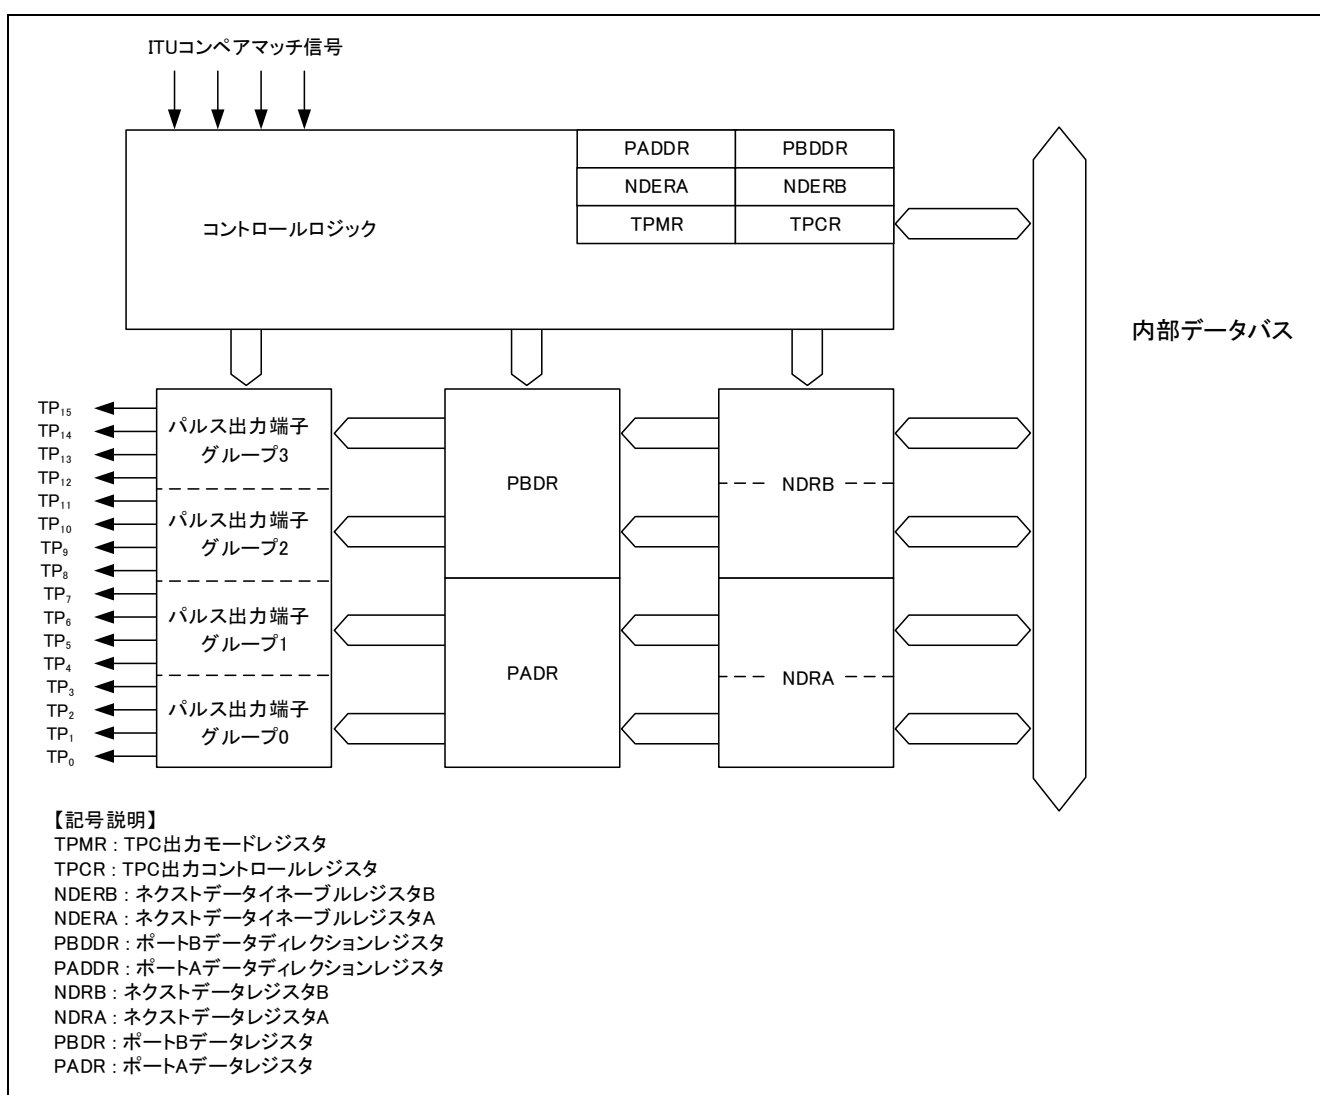 ITUコンペアマッチ信号
PADDR PBDDR
NDERA NDERB
コントロールロジック TPMR TPCR
内部データバス
TP15
TP14
TP13
TP12
TP11
TP10
TP9
TP8
TP7
TP6
TP5
TP4
TP3
TP2
TP1
TP0
パルス出力端子
グループ3
パルス出力端子
グループ2
パルス出力端子
グループ1
パルス出力端子
グループ0
PBDR
PADR
NDRB
NDRA
【記号説明】
TPMR : TPC出力モードレジスタ
TPCR : TPC出力コントロールレジスタ
NDERB : ネクストデータイネーブルレジスタB
NDERA : ネクストデータイネーブルレジスタA
PBDDR : ポートBデータディレクションレジスタ
PADDR : ポートAデータディレクションレジスタ
NDRB : ネクストデータレジスタB
NDRA : ネクストデータレジスタA
PBDR : ポートBデータレジスタ
PADR : ポートAデータレジスタ